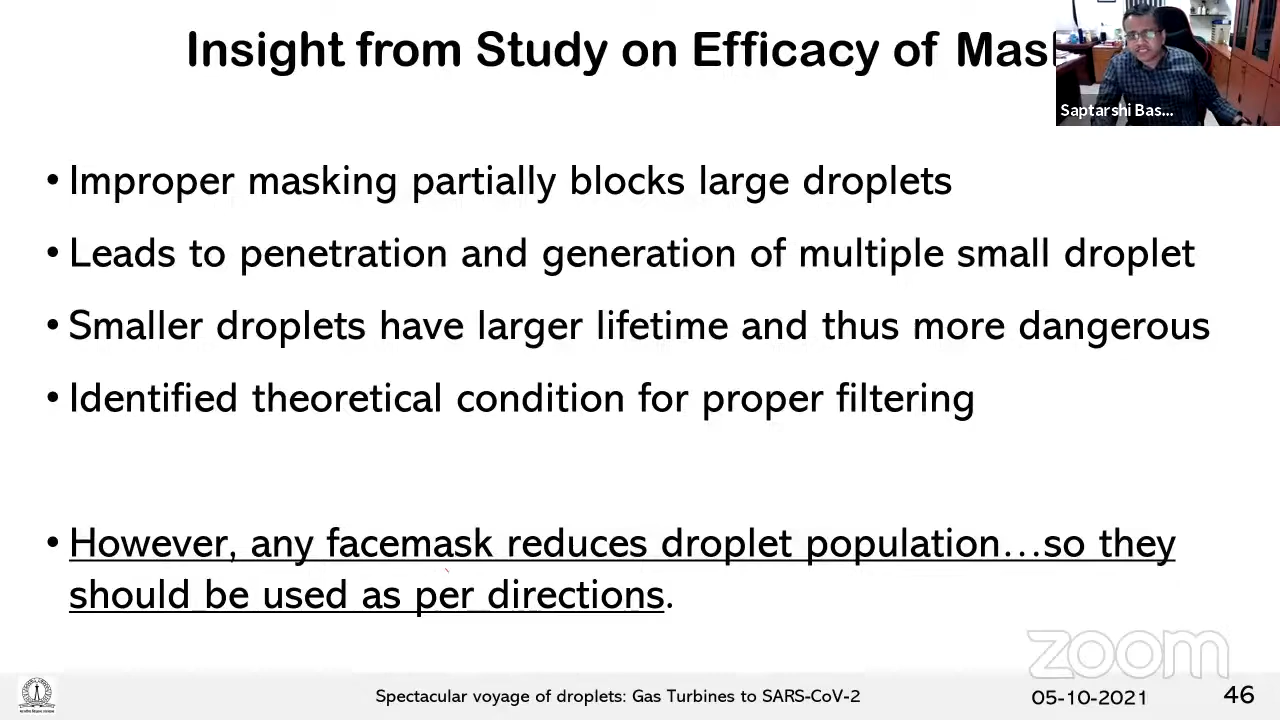 Insight from Study on Efficacy of Mas
Saptarshi Bas...
• Improper masking partially blocks large droplets
• Leads to penetration and generation of multiple small droplet
• Smaller droplets have larger lifetime and thus more dangerous
• Identified theoretical condition for proper filtering
• However, any facemask reduces droplet population…so they
should be used as per directions.
zoom
Spectacular voyage of droplets: Gas Turbines to SARS-CoV-2
05-10-2021
46